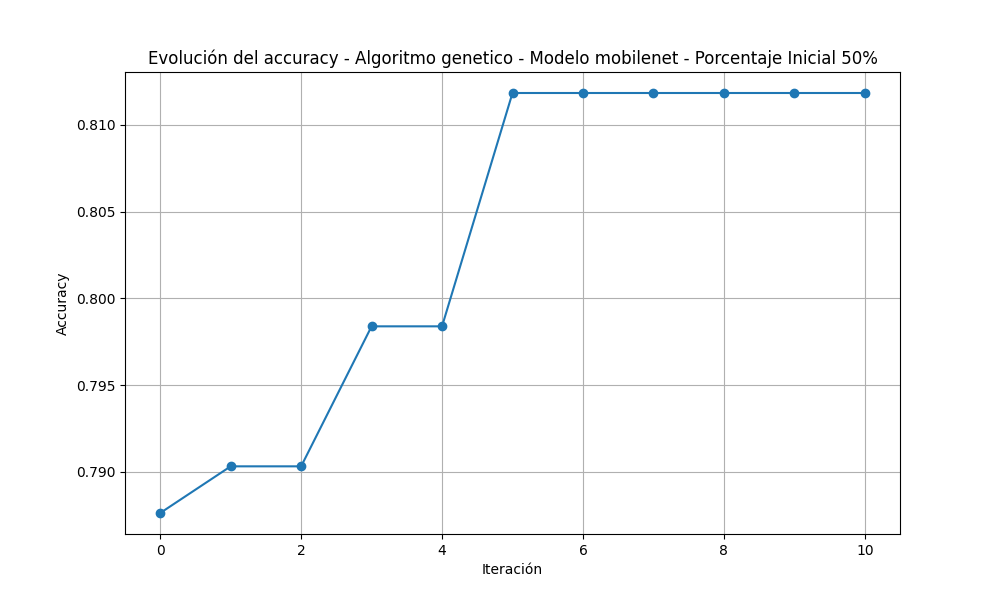 Evolución del accuracy - Algoritmo genetico - Modelo mobilenet - Porcentaje Inicial 50%
0.810
0.805
0.800
0.795
0.790
Accuracy
0 2 4 6 8 10
Iteración